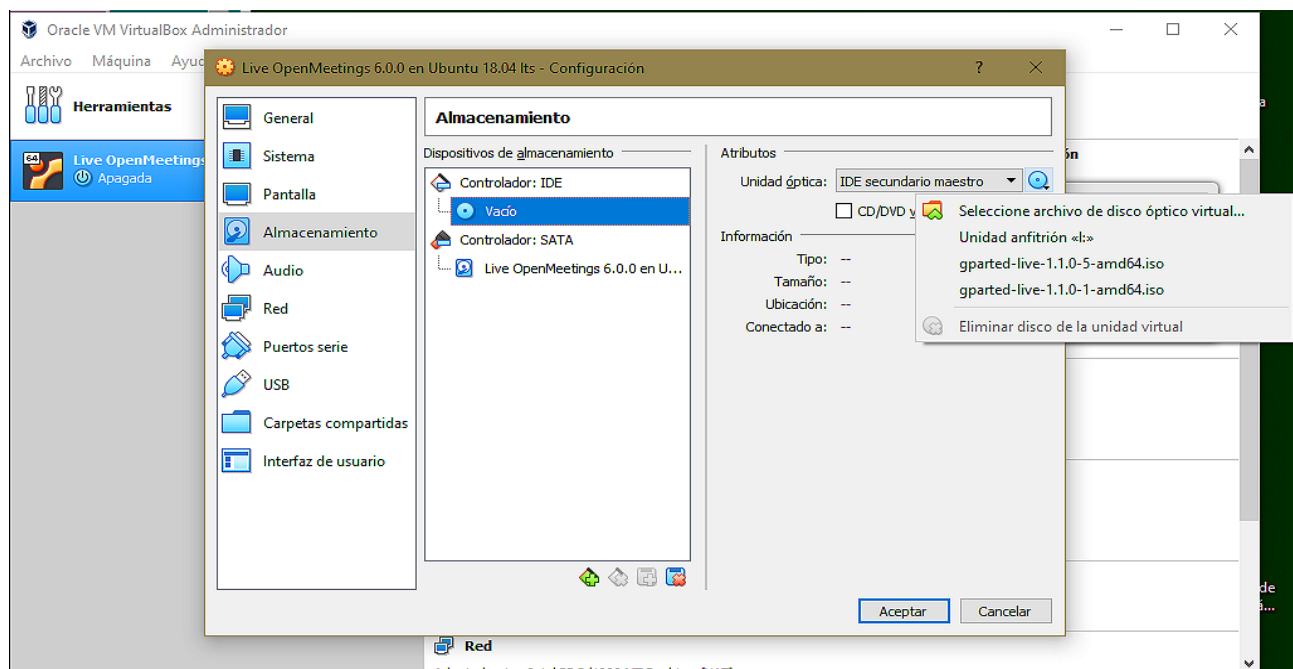 Oracle VM VirtualBox Administrador
Archivo Máquina Ayuc
Herramientas
64
Live OpenMeetings
Apagada
Live OpenMeetings 6.0.0 en Ubuntu 18.04 lts - Configuración
?
General
Sistema
Pantalla
Almacenamiento
Audio
Red
Puertos serie
USB
Carpetas compartidas
Interfaz de usuario
Almacenamiento
Dispositivos de almacenamiento
Controlador: IDE
Vacío
Controlador: SATA
Live OpenMeetings 6.0.0 en U...
Atributos
Unidad óptica: IDE secundario maestro
CD/DVD v
Información
Tipo: --
Tamaño: --
Ubicación: --
Conectado a: --
Seleccione archivo de disco óptico virtual...
Unidad anfitrión «I:»
gparted-live-1.1.0-5-amd64.iso
gparted-live-1.1.0-1-amd64.iso
Eliminar disco de la unidad virtual
Aceptar Cancelar
ón
a
de
Red